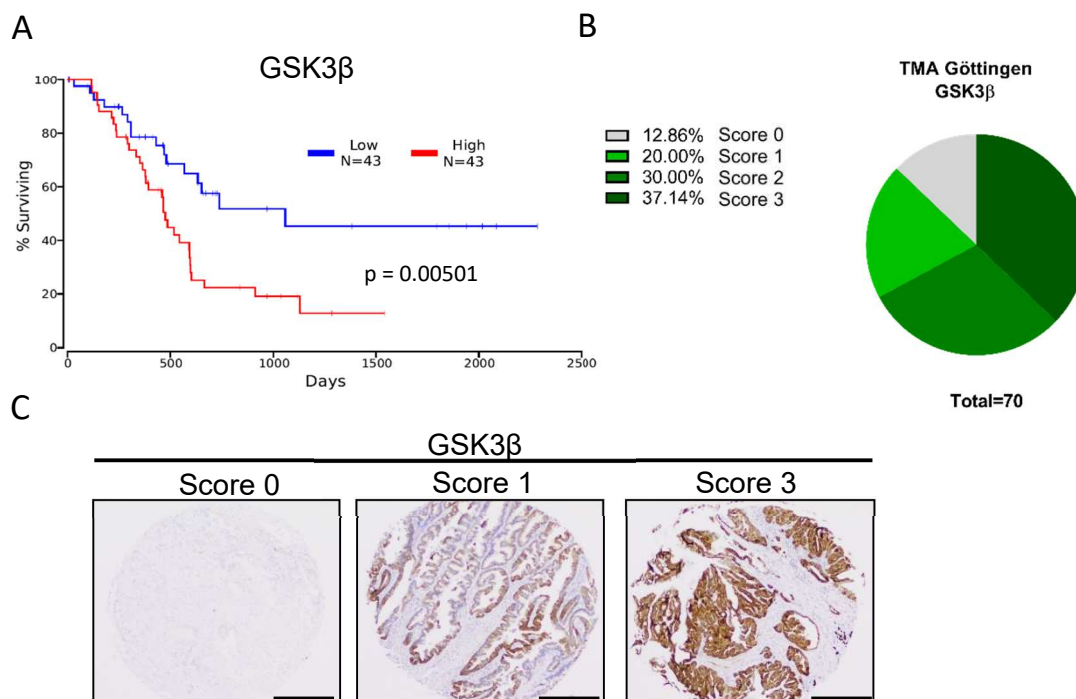 A
GSK3β
100
80
60
40
20
0
% Surviving
Low
N=43
High
N=43
p = 0.00501
0
500
1000
1500
2000
2500
Days
B
TMA Göttingen
GSK3β
12.86% Score 0
20.00% Score 1
30.00% Score 2
37.14% Score 3
Total=70
C
GSK3β
Score 0
Score 1
Score 3